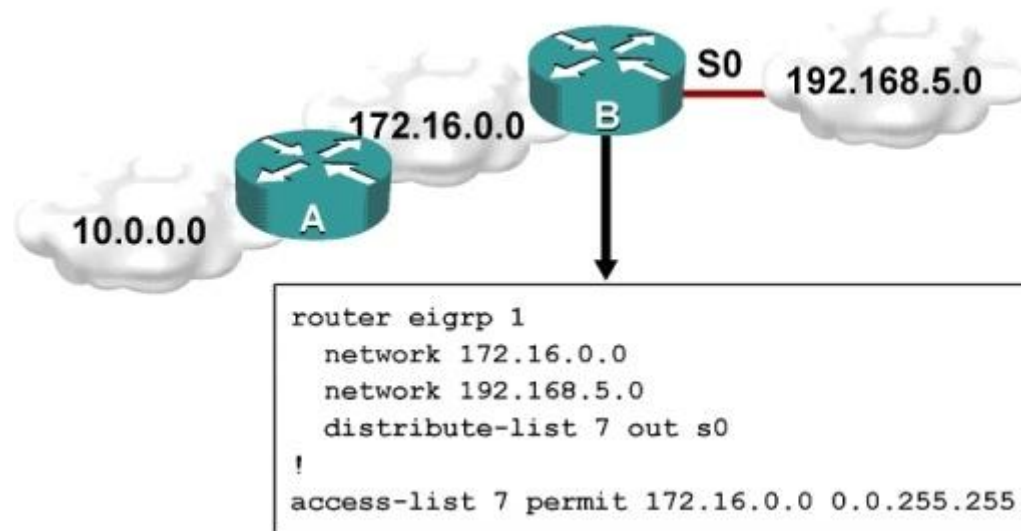 S0
192.168.5.0
B
172.16.0.0
A
10.0.0.0
router eigrp 1
network 172.16.0.0
network 192.168.5.0
distribute-list 7 out s0
!
access-list 7 permit 172.16.0.0 0.0.255.255